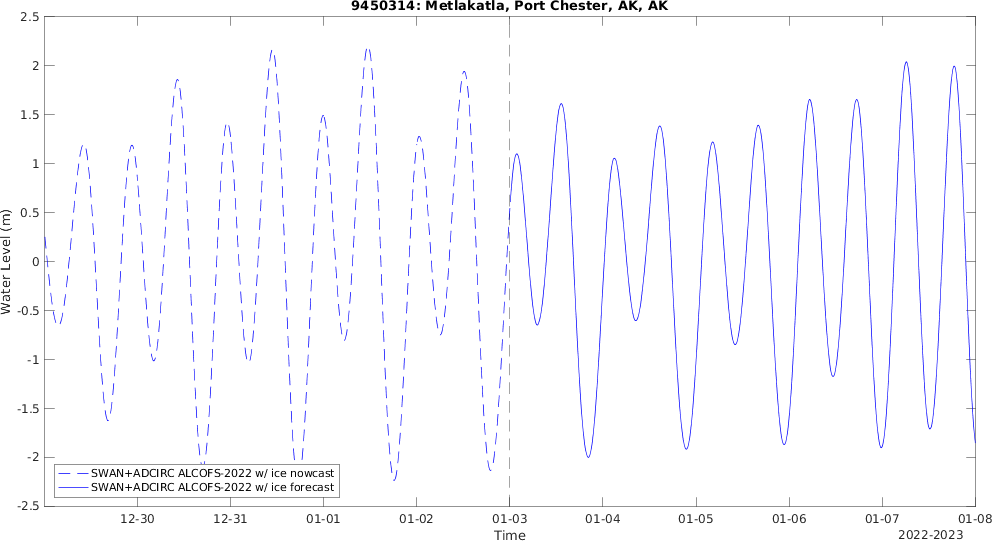 9450314: Metlakatla, Port Chester, AK, AK
2.5
2
1.5
1
0.5
0
-0.5
-1
-1.5
-2
-2.5
Water Level (m)
SWAN+ADCIRC ALCOFS-2022 w/ ice nowcast
SWAN+ADCIRC ALCOFS-2022 w/ ice forecast
12-30 12-31 01-01 01-02 01-03 01-04 01-05 01-06 01-07 01-08
Time
2022-2023